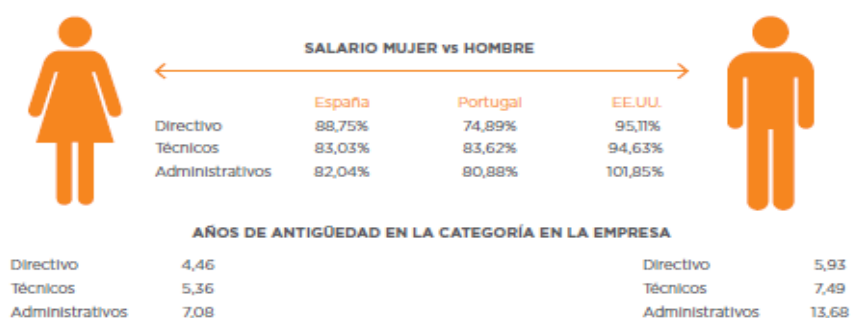 SALARIO MUJER vs HOMBRE
España Portugal EE.UU.
Directivo 88,75% 74,89% 95,11%
Técnicos 83,03% 83,62% 94,63%
Administrativos 82,04% 80,88% 101,85%
AÑOS DE ANTIGÜEDAD EN LA CATEGORÍA EN LA EMPRESA
Directivo 4,46 Directivo 5,93
Técnicos 5,36 Técnicos 7,49
Administrativos 7,08 Administrativos 13,68